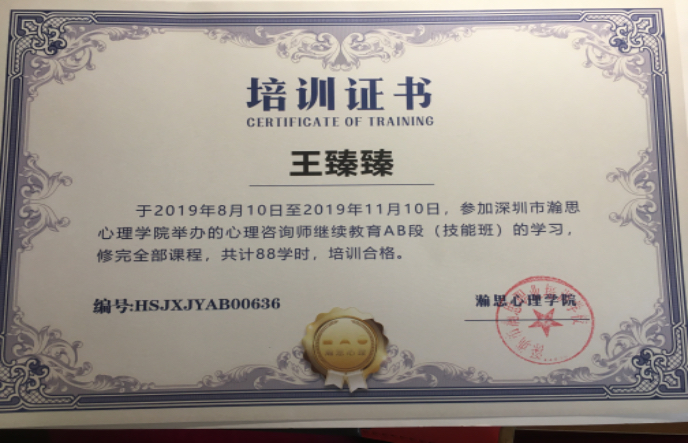 培训证书
CERTIFICATE OF TRAINING
王臻臻
于2019年8月10日至2019年11月10日，参加深圳市瀚思
心理学院举办的心理咨询师继续教育AB段（技能班）的学习，
修完全部课程，共计88学时，培训合格。
编号:HSJXJYAB00636
瀚思心理学院